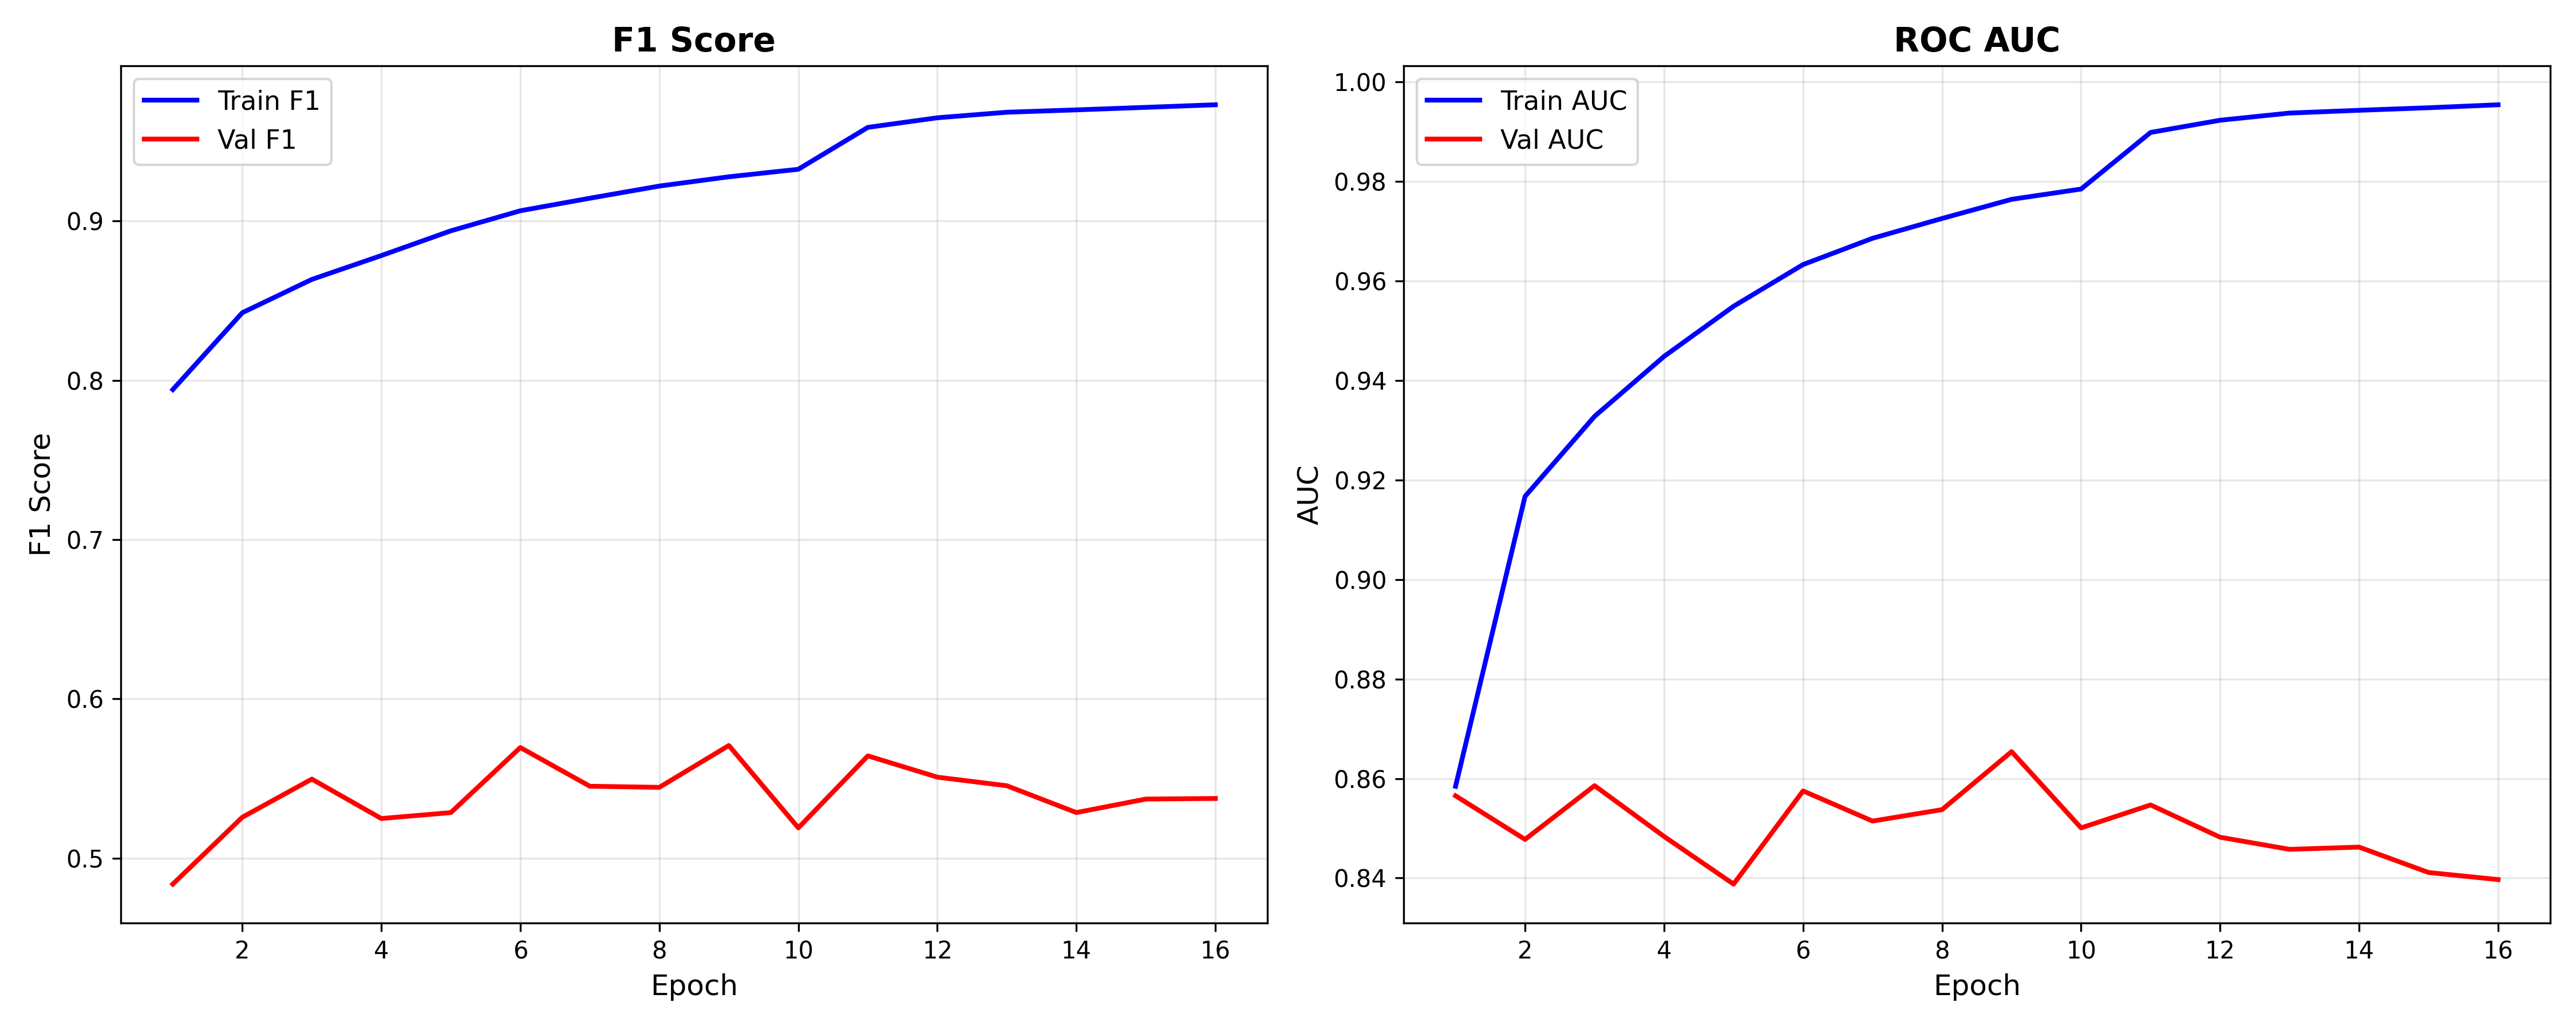 F1 Score
Train F1
Val F1
F1 Score
0.9
0.8
0.7
0.6
0.5
2 4 6 8 10 12 14 16
Epoch
ROC AUC
Train AUC
Val AUC
AUC
1.00
0.98
0.96
0.94
0.92
0.90
0.88
0.86
0.84
2 4 6 8 10 12 14 16
Epoch